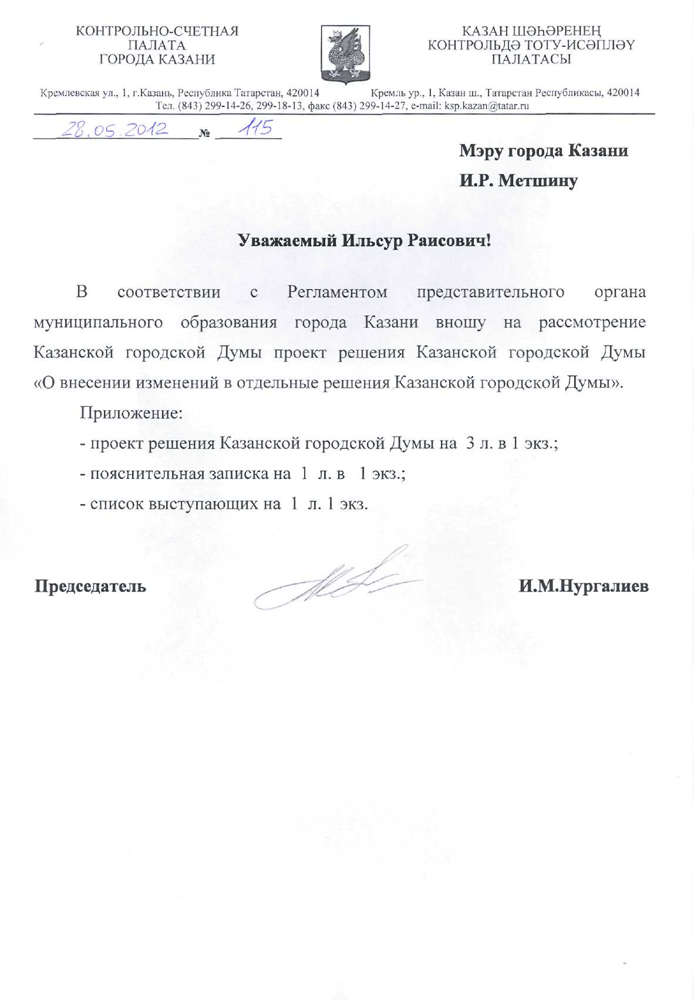 КОНТРОЛЬНО-СЧЕТНАЯ
ПАЛАТА
ГОРОДА КАЗАНИ
КАЗАН ШӘҺӘРЕНЕҢ
КОНТРОЛЬДӘ ТОТУ-ИСӘПЛӘҮ
ПАЛАТАСЫ
Кремлевская ул., 1, г.Казань, Республика Татарстан, 420014
Кремль ур., 1, Казан ш., Татарстан Республикасы, 420014
Тел. (843) 299-14-26, 299-18-13, факс (843) 299-14-27, e-mail: ksp.kazan@tatar.ru
28.05.2012 № 115
Мэру города Казани
И.Р. Метшину
Уважаемый Ильсур Раисович!
В соответствии с Регламентом представительного органа
муниципального образования города Казани вношу на рассмотрение
Казанской городской Думы проект решения Казанской городской Думы
«О внесении изменений в отдельные решения Казанской городской Думы».
Приложение:
- проект решения Казанской городской Думы на 3 л. в 1 экз.;
- пояснительная записка на 1 л. в 1 экз.;
- список выступающих на 1 л. 1 экз.
Председатель И.М.Нургалиев